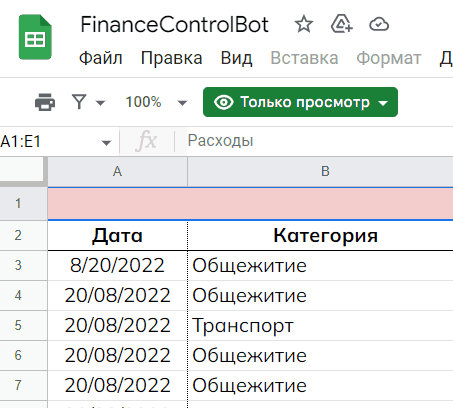 FinanceControlBot
Файл Правка Вид Вставка Формат Д
100% Только просмотр
A1:E1 fx Расходы
A B
1
2 Дата Категория
3 8/20/2022 Общежитие
4 20/08/2022 Общежитие
5 20/08/2022 Транспорт
6 20/08/2022 Общежитие
7 20/08/2022 Общежитие